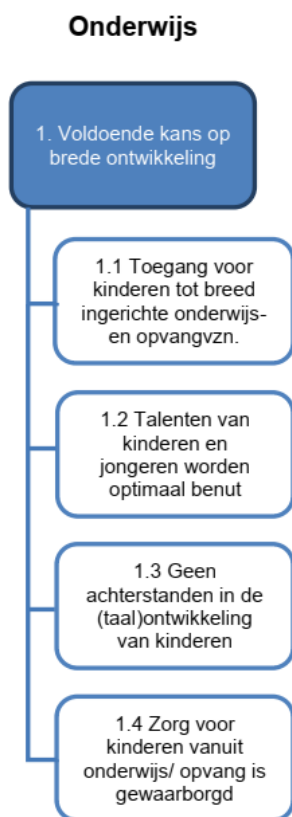 Onderwijs
1. Voldoende kans op
brede ontwikkeling
1.1 Toegang voor
kinderen tot breed
ingerichte onderwijs-
en opvangvzn.
1.2 Talenten van
kinderen en
jongeren worden
optimaal benut
1.3 Geen
achterstanden in de
(taal)ontwikkeling
van kinderen
1.4 Zorg voor
kinderen vanuit
onderwijs/ opvang is
gewaarborgd